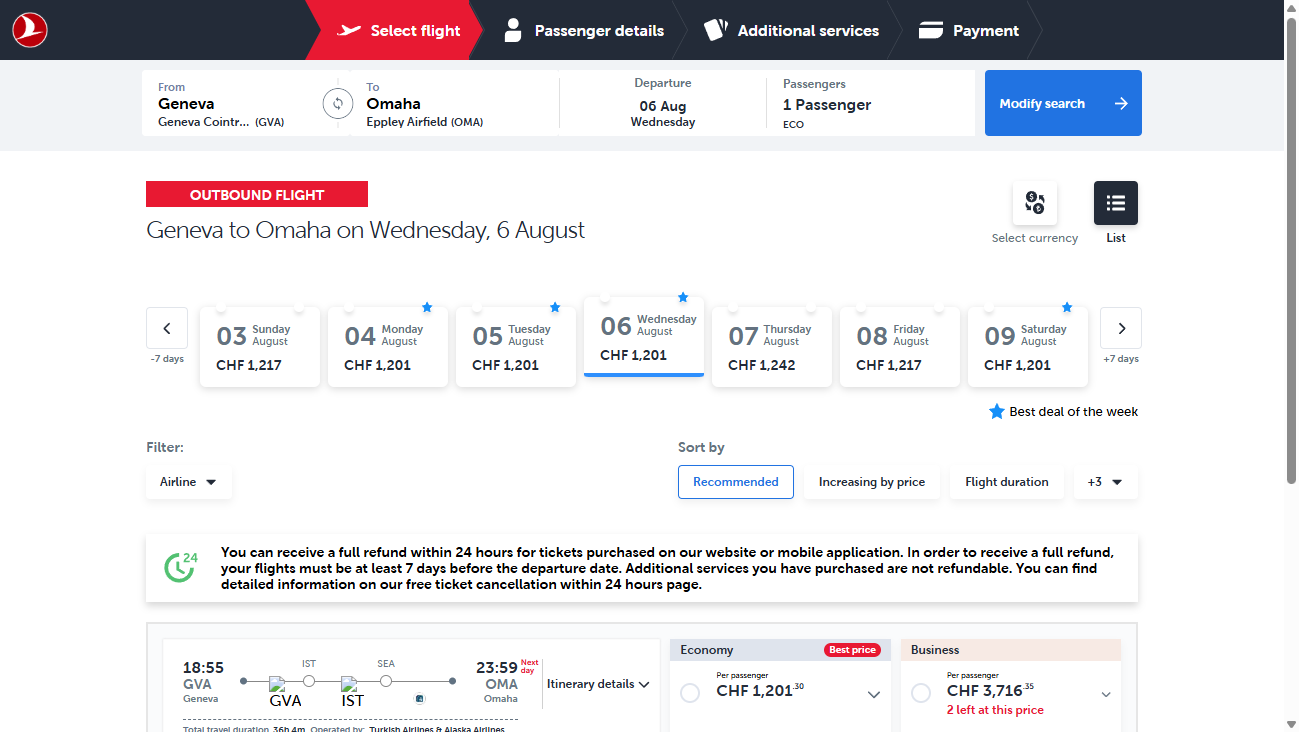 Select flight
Passenger details
Additional services
Payment
From
Geneva
Geneva Cointr... (GVA)
To
Omaha
Eppley Airfield (OMA)
Departure
06 Aug
Wednesday
Passengers
1 Passenger
ECO
Modify search
OUTBOUND FLIGHT
Geneva to Omaha on Wednesday, 6 August
Select currency
List
-7 days
03 Sunday August
CHF 1,217
04 Monday August
CHF 1,201
05 Tuesday August
CHF 1,201
06 Wednesday August
CHF 1,201
07 Thursday August
CHF 1,242
08 Friday August
CHF 1,217
09 Saturday August
CHF 1,201
+7 days
Best deal of the week
Filter:
Airline
Sort by
Recommended
Increasing by price
Flight duration
+3
24
You can receive a full refund within 24 hours for tickets purchased on our website or mobile application. In order to receive a full refund,
your flights must be at least 7 days before the departure date. Additional services you have purchased are not refundable. You can find
detailed information on our free ticket cancellation within 24 hours page.
18:55
GVA
Geneva
IST
SEA
GVA
IST
23:59 Next day
OMA
Omaha
Itinerary details
Total travel duration 36h 4m Operated by: Turkish Airlines & Alaska Airlines
Economy
Best price
Per passenger
CHF 1,201.30
Business
Per passenger
CHF 3,716.35
2 left at this price